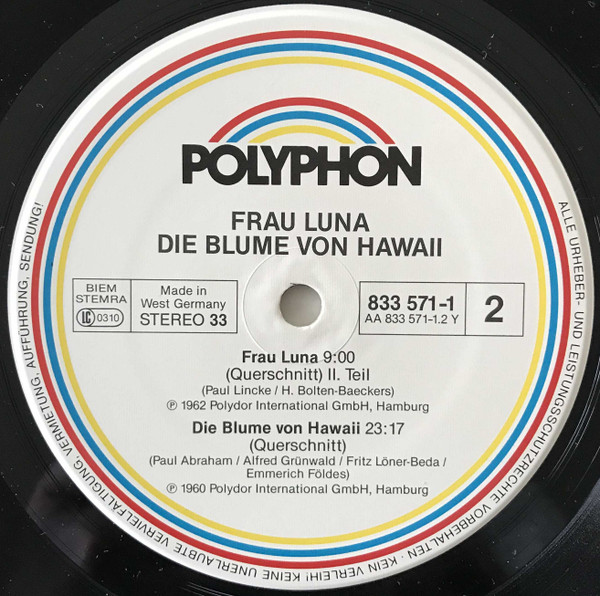 POLYPHON
FRAU LUNA
DIE BLUME VON HAWAII
BIEM
STEMRA
LC 0310
Made in
West Germany
STEREO 33
833 571-1
AA 833 571-1.2 Y
2
Frau Luna 9:00
(Querschnitt) II. Teil
(Paul Lincke / H. Bolten-Baeckers)
℗ 1962 Polydor International GmbH, Hamburg
Die Blume von Hawaii 23:17
(Querschnitt)
(Paul Abraham / Alfred Grünwald / Fritz Löner-Beda /
Emmerich Földes)
℗ 1960 Polydor International GmbH, Hamburg
ALLE URHEBER- UND LEISTUNGSSCHUTZRECHTE VORBEHALTEN · KEIN VERLEIH! KEINE UNERLAUBTE VERVIELFÄLTIGUNG, VERMIETUNG, AUFFÜHRUNG, SENDUNG!